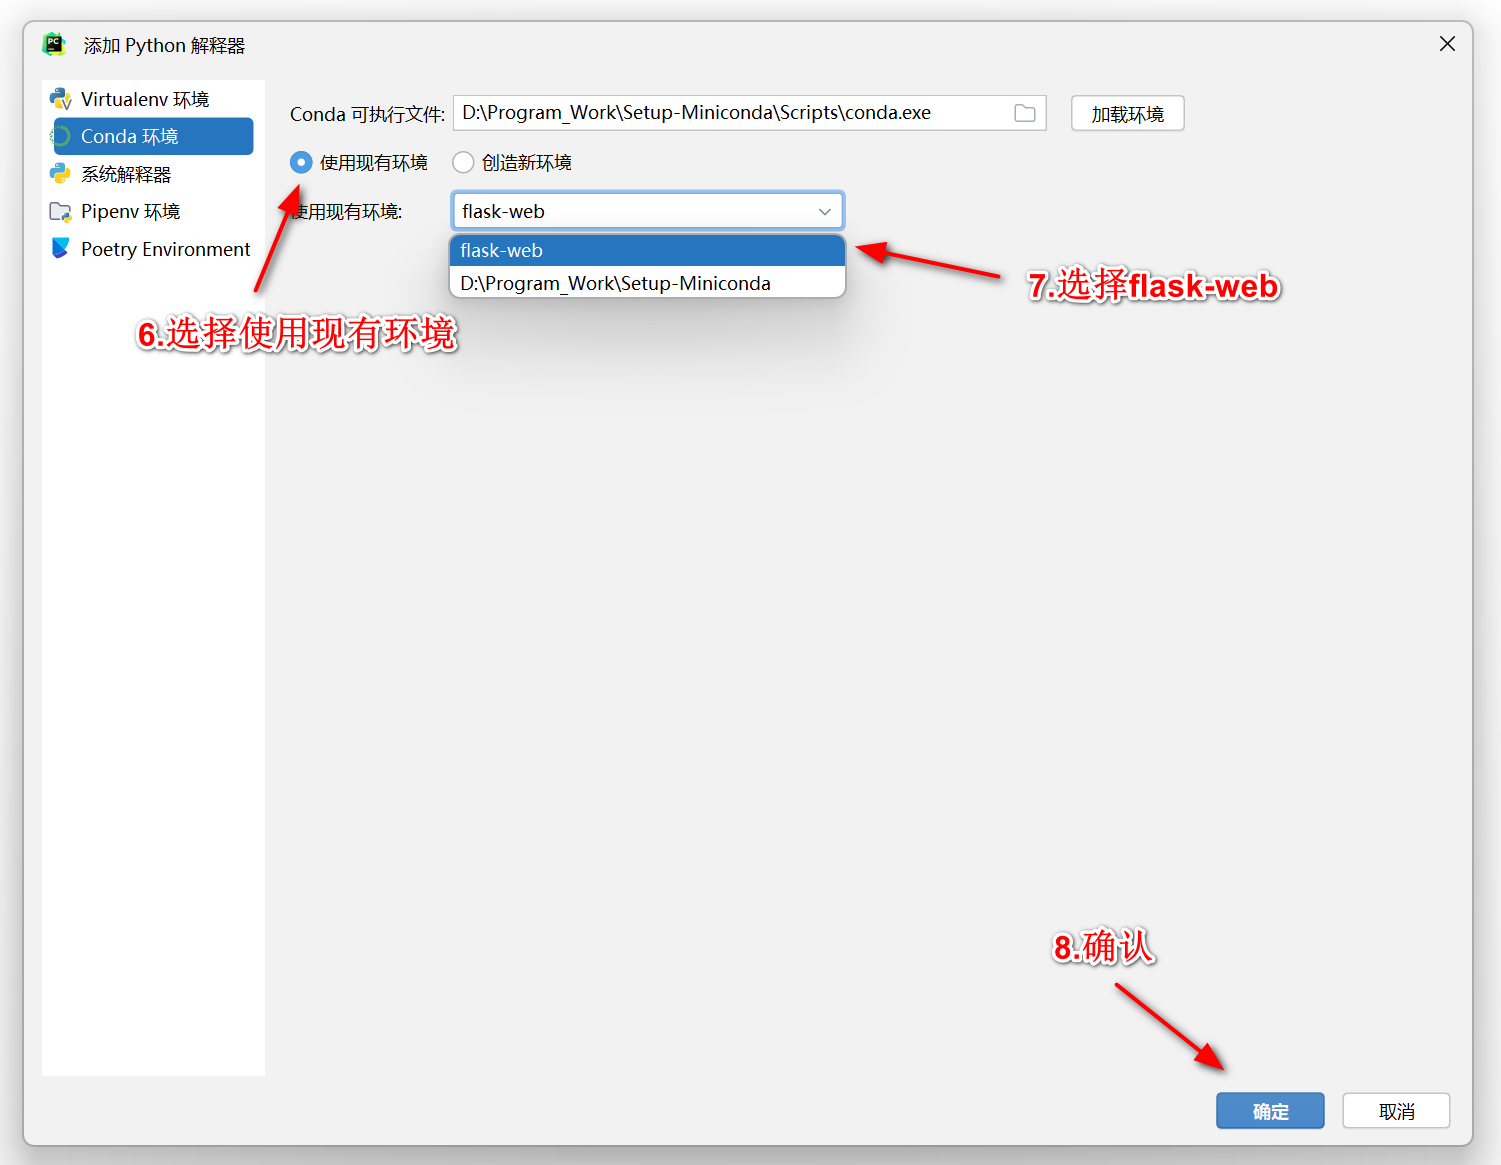 添加 Python 解释器
Virtualenv 环境
Conda 环境
系统解释器
Pipenv 环境
Poetry Environment
Conda 可执行文件: D:\Program_Work\Setup-Miniconda\Scripts\conda.exe 加载环境
使用现有环境 创造新环境
使用现有环境: flask-web
flask-web
D:\Program_Work\Setup-Miniconda
6.选择使用现有环境
7.选择flask-web
8.确认
确定 取消